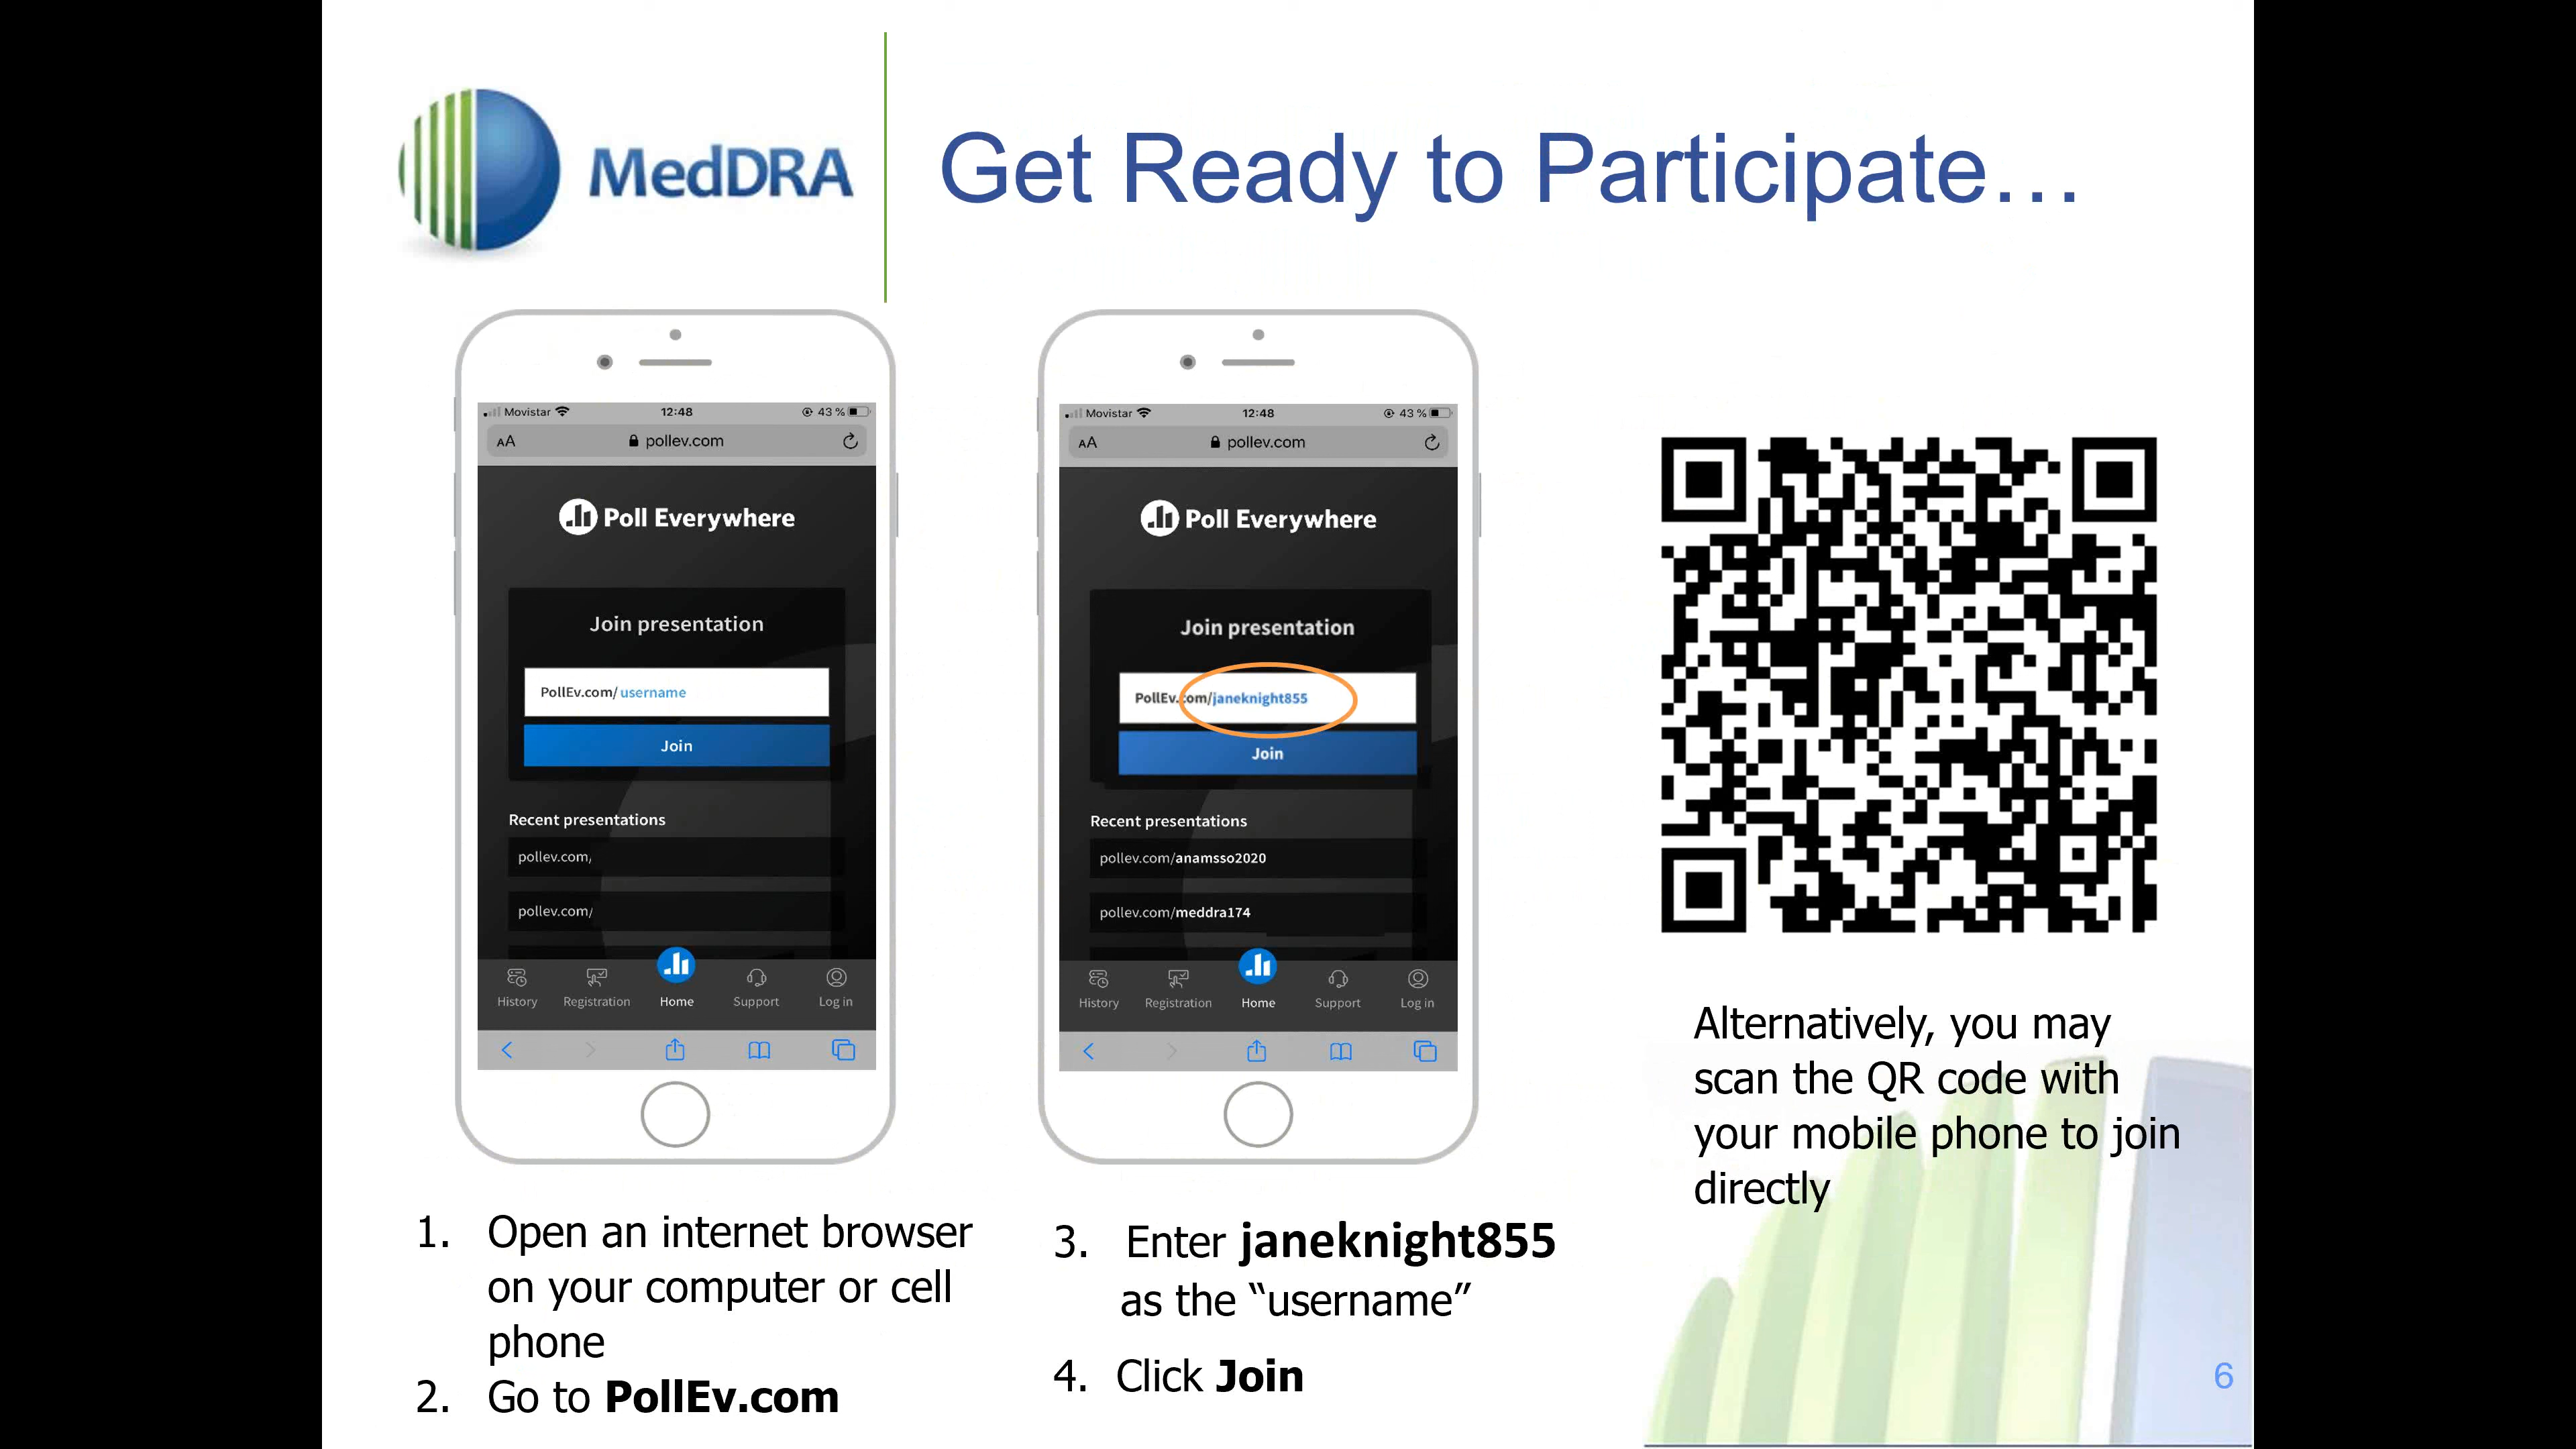 MedDRA
Get Ready to Participate…
Movistar 12:48 43 %
AA pollev.com
Poll Everywhere
Join presentation
PollEv.com/ username
Join
Recent presentations
pollev.com/
pollev.com/
History Registration Home Support Log in
1. Open an internet browser
on your computer or cell
phone
2. Go to PollEv.com
Movistar 12:48 43 %
AA pollev.com
Poll Everywhere
Join presentation
PollEv.com/janeknight855
Join
Recent presentations
pollev.com/anamsso2020
pollev.com/meddra174
History Registration Home Support Log in
3. Enter janeknight855
as the “username”
4. Click Join
Alternatively, you may
scan the QR code with
your mobile phone to join
directly
6